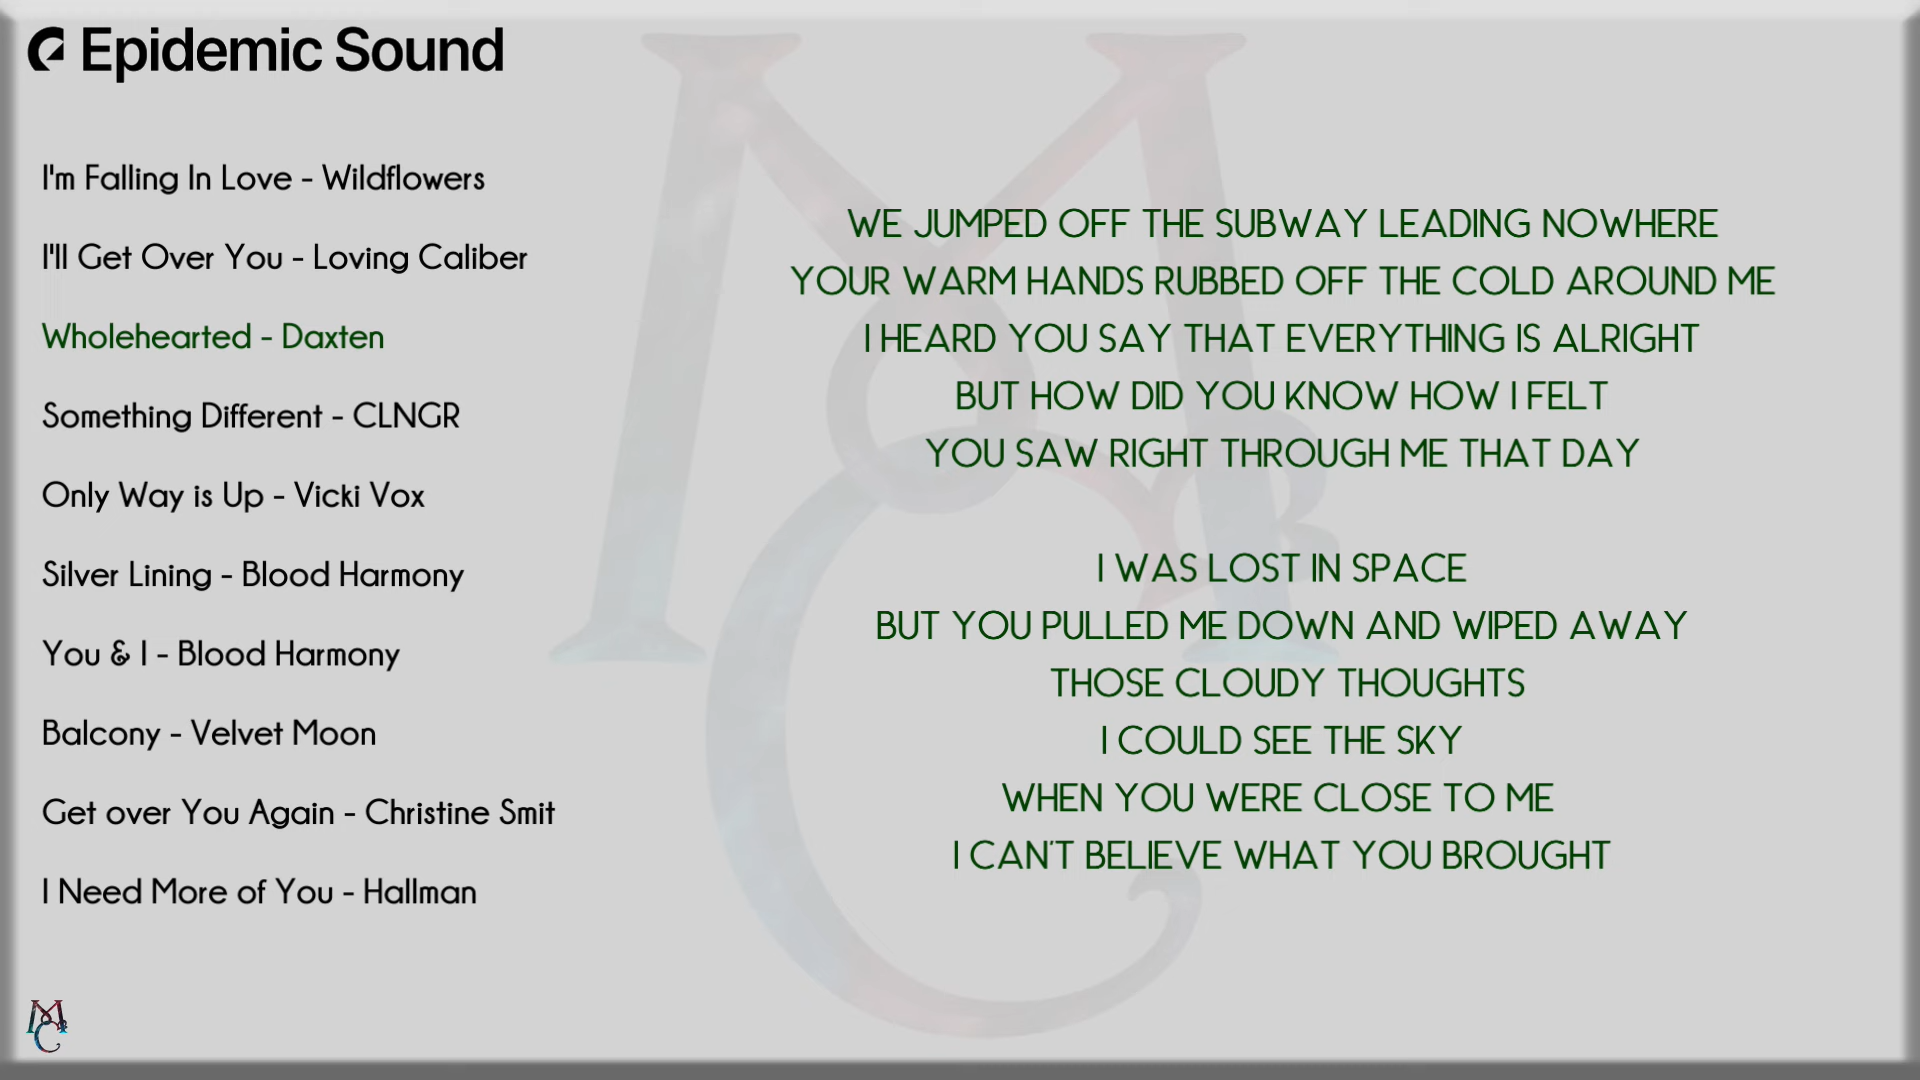 Epidemic Sound
I'm Falling In Love - Wildflowers
I'll Get Over You - Loving Caliber
Wholehearted - Daxten
Something Different - CLNGR
Only Way is Up - Vicki Vox
Silver Lining - Blood Harmony
You & I - Blood Harmony
Balcony - Velvet Moon
Get over You Again - Christine Smit
I Need More of You - Hallman
WE JUMPED OFF THE SUBWAY LEADING NOWHERE
YOUR WARM HANDS RUBBED OFF THE COLD AROUND ME
I HEARD YOU SAY THAT EVERYTHING IS ALRIGHT
BUT HOW DID YOU KNOW HOW I FELT
YOU SAW RIGHT THROUGH ME THAT DAY
I WAS LOST IN SPACE
BUT YOU PULLED ME DOWN AND WIPED AWAY
THOSE CLOUDY THOUGHTS
I COULD SEE THE SKY
WHEN YOU WERE CLOSE TO ME
I CAN'T BELIEVE WHAT YOU BROUGHT